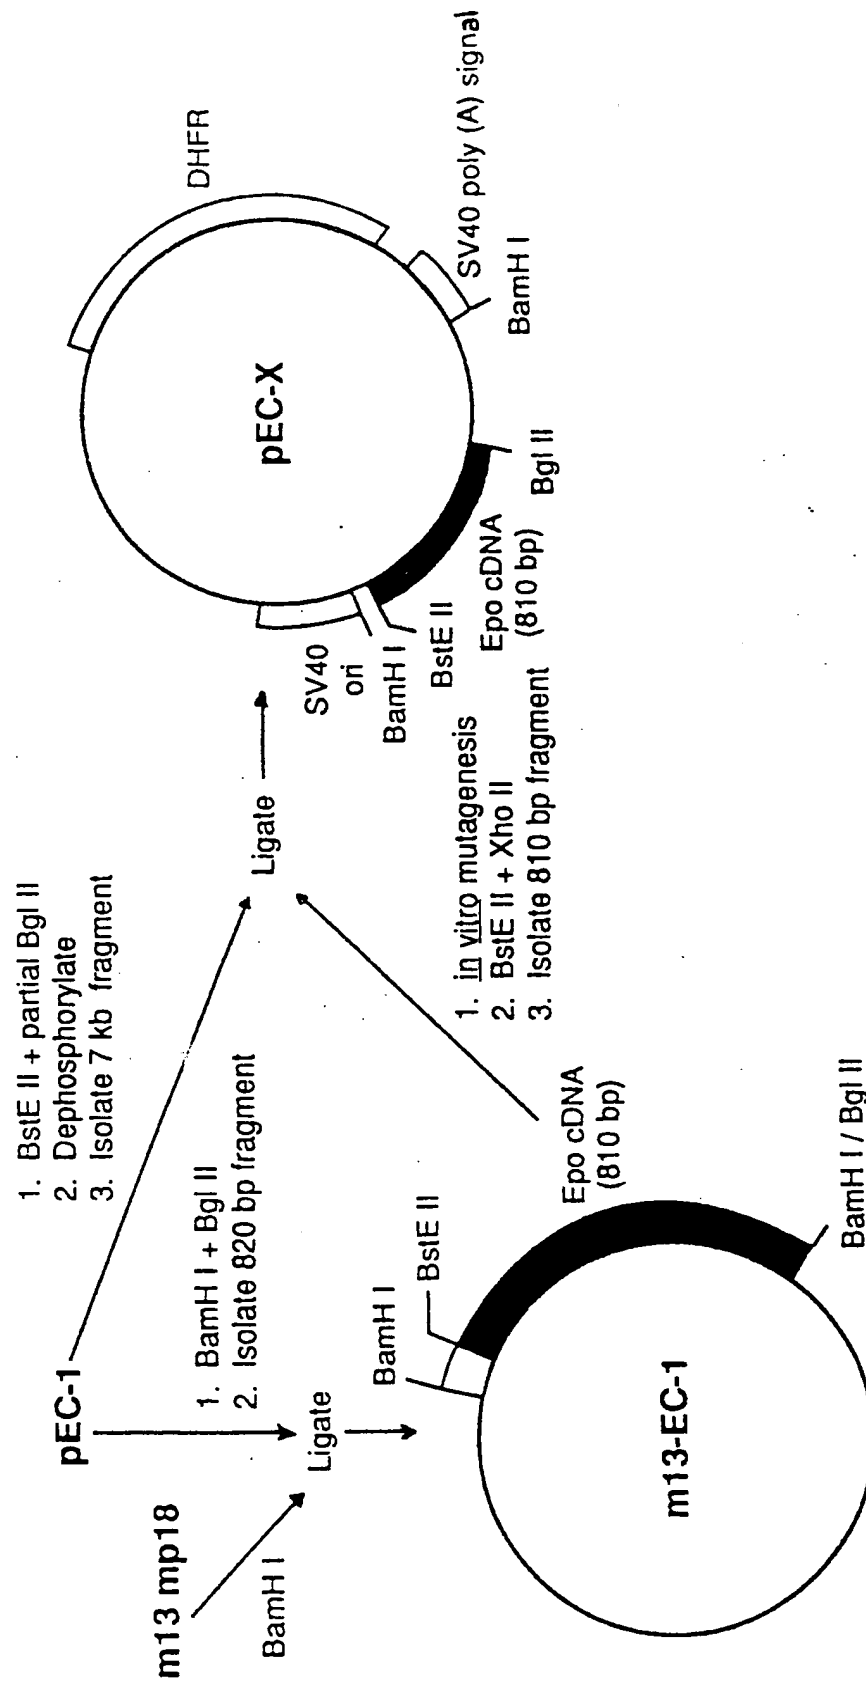 m13 mp18
BamH I
pEC-1
1. BamH I + Bgl II
2. Isolate 820 bp fragment
Ligate
1. BstE II + partial Bgl II
2. Dephosphorylate
3. Isolate 7 kb fragment
m13-EC-1
BamH I
BstE II
Epo cDNA
(810 bp)
BamH I / Bgl II
1. in vitro mutagenesis
2. BstE II + Xho II
3. Isolate 810 bp fragment
Ligate
pEC-X
SV40
ori
BamH I
BstE II
Epo cDNA
(810 bp)
Bgl II
BamH I
SV40 poly (A) signal
DHFR